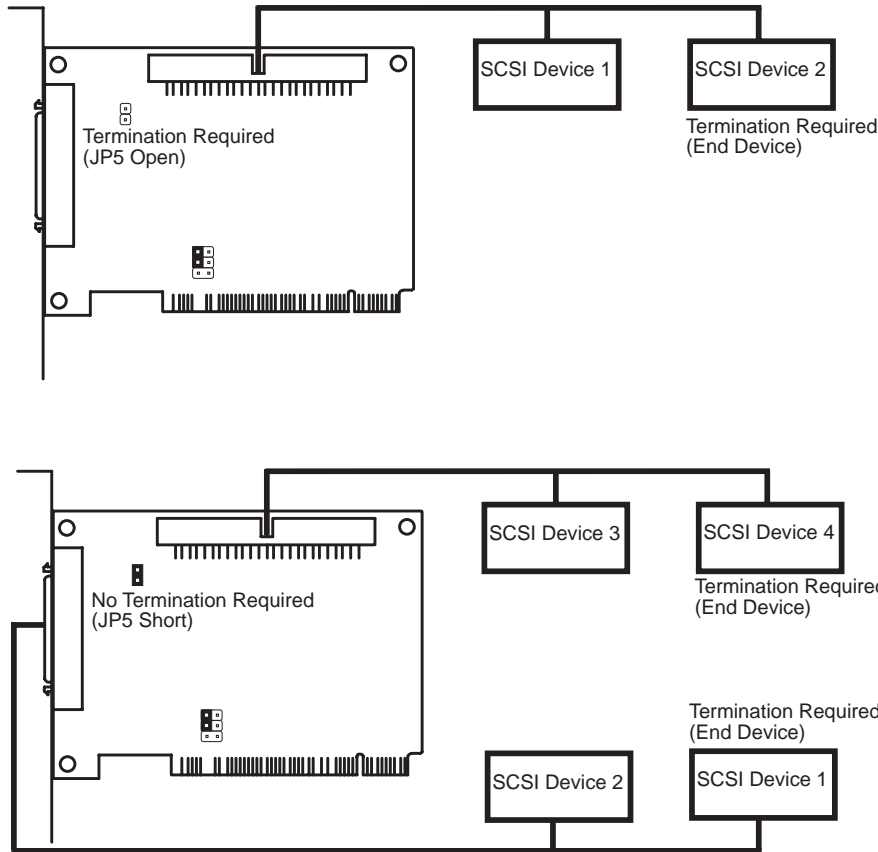 SCSI Device 1
SCSI Device 2
Termination Required
(End Device)
Termination Required
(JP5 Open)
SCSI Device 3
SCSI Device 4
Termination Required
(End Device)
No Termination Required
(JP5 Short)
Termination Required
(End Device)
SCSI Device 2
SCSI Device 1